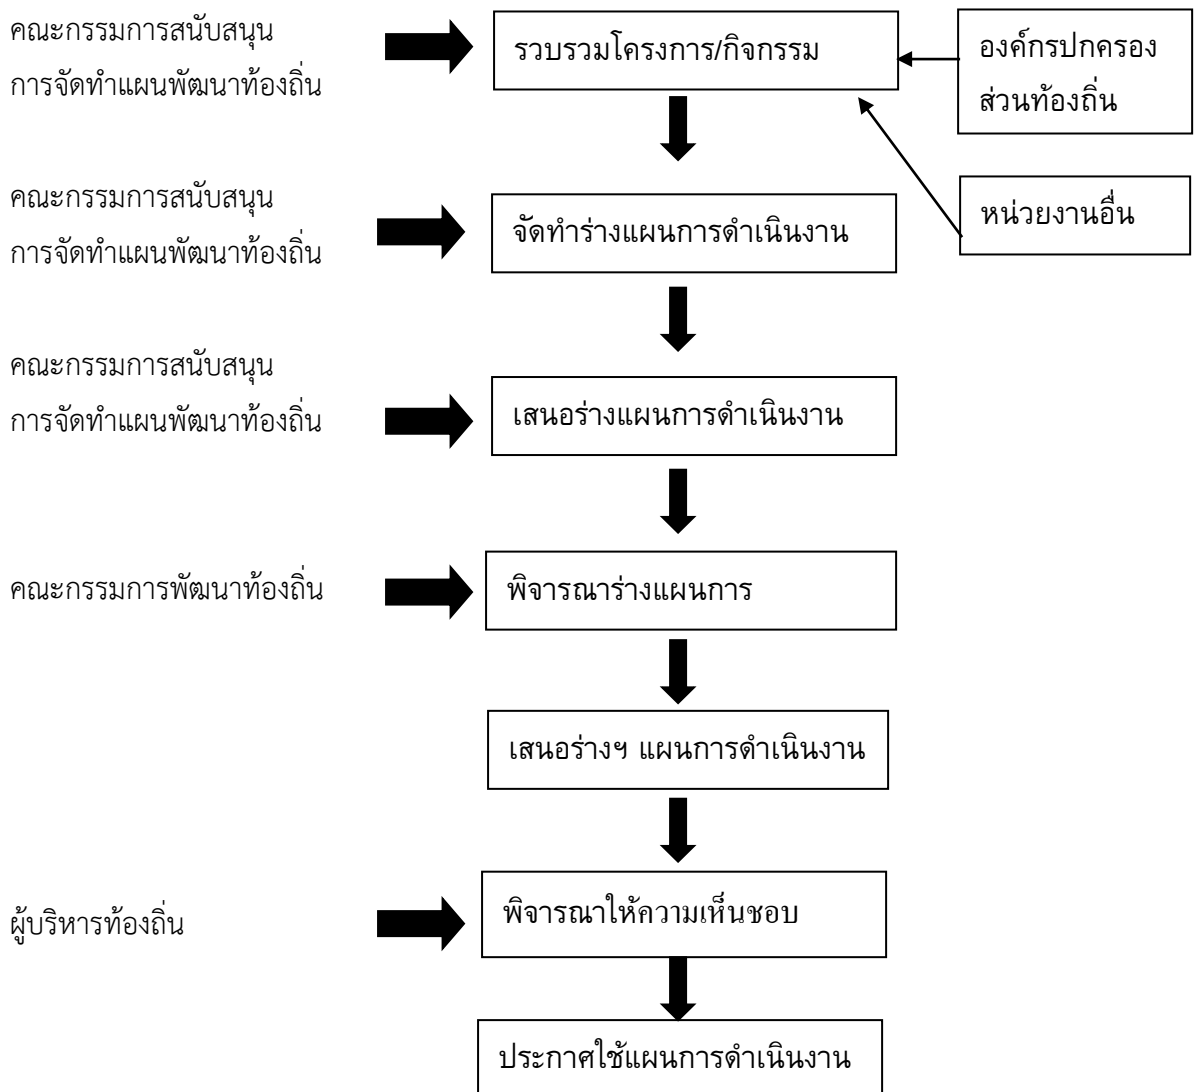 คณะกรรมการสนับสนุน
การจัดทำแผนพัฒนาท้องถิ่น
รวบรวมโครงการ/กิจกรรม
องค์กรปกครอง
ส่วนท้องถิ่น
คณะกรรมการสนับสนุน
การจัดทำแผนพัฒนาท้องถิ่น
จัดทำร่างแผนการดำเนินงาน
หน่วยงานอื่น
คณะกรรมการสนับสนุน
การจัดทำแผนพัฒนาท้องถิ่น
เสนอร่างแผนการดำเนินงาน
คณะกรรมการพัฒนาท้องถิ่น
พิจารณาร่างแผนการ
เสนอร่างฯ แผนการดำเนินงาน
ผู้บริหารท้องถิ่น
พิจารณาให้ความเห็นชอบ
ประกาศใช้แผนการดำเนินงาน